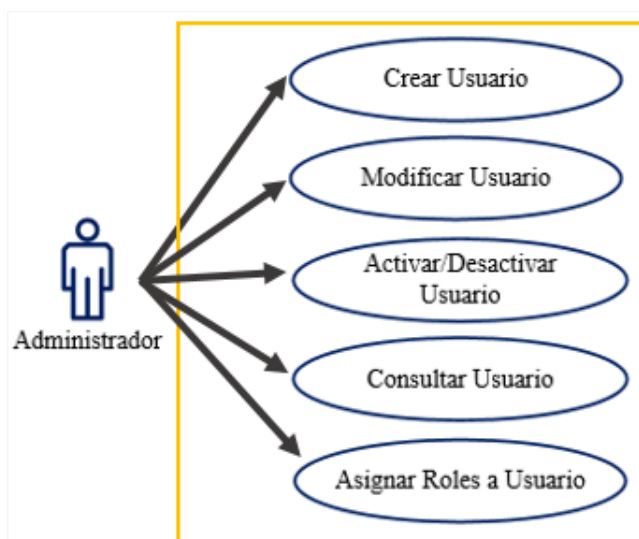 Crear Usuario
Modificar Usuario
Activar/Desactivar
Usuario
Administrador
Consultar Usuario
Asignar Roles a Usuario